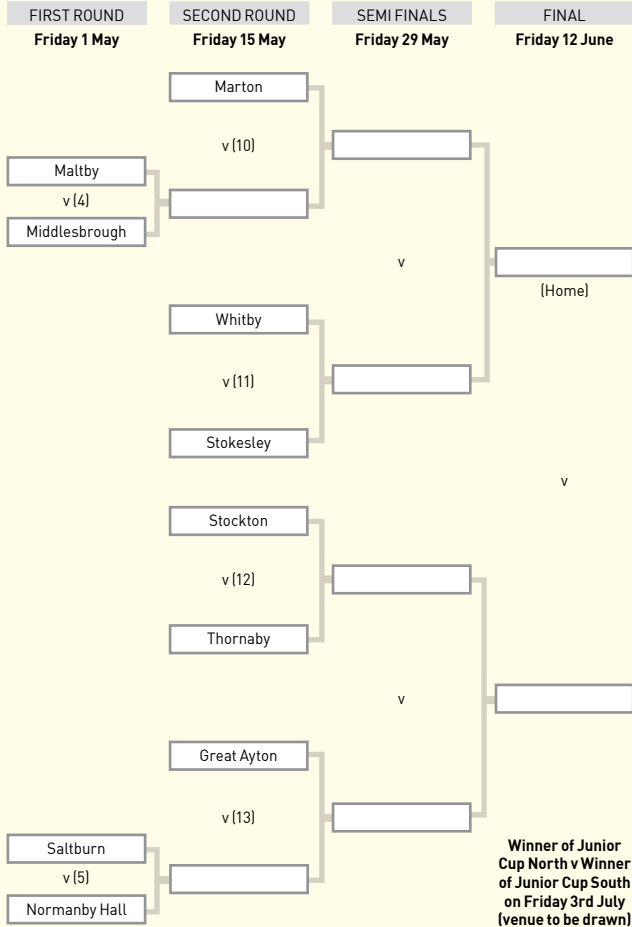 FIRST ROUND
Friday 1 May
Maltby
v (4)
Middlesbrough
Saltburn
v (5)
Normanby Hall
SECOND ROUND
Friday 15 May
Marton
v (10)
Whitby
v (11)
Stokesley
Stockton
v (12)
Thornaby
Great Ayton
v (13)
SEMI FINALS
Friday 29 May
v
v
FINAL
Friday 12 June
(Home)
v
Winner of Junior
Cup North v Winner
of Junior Cup South
on Friday 3rd July
(venue to be drawn)